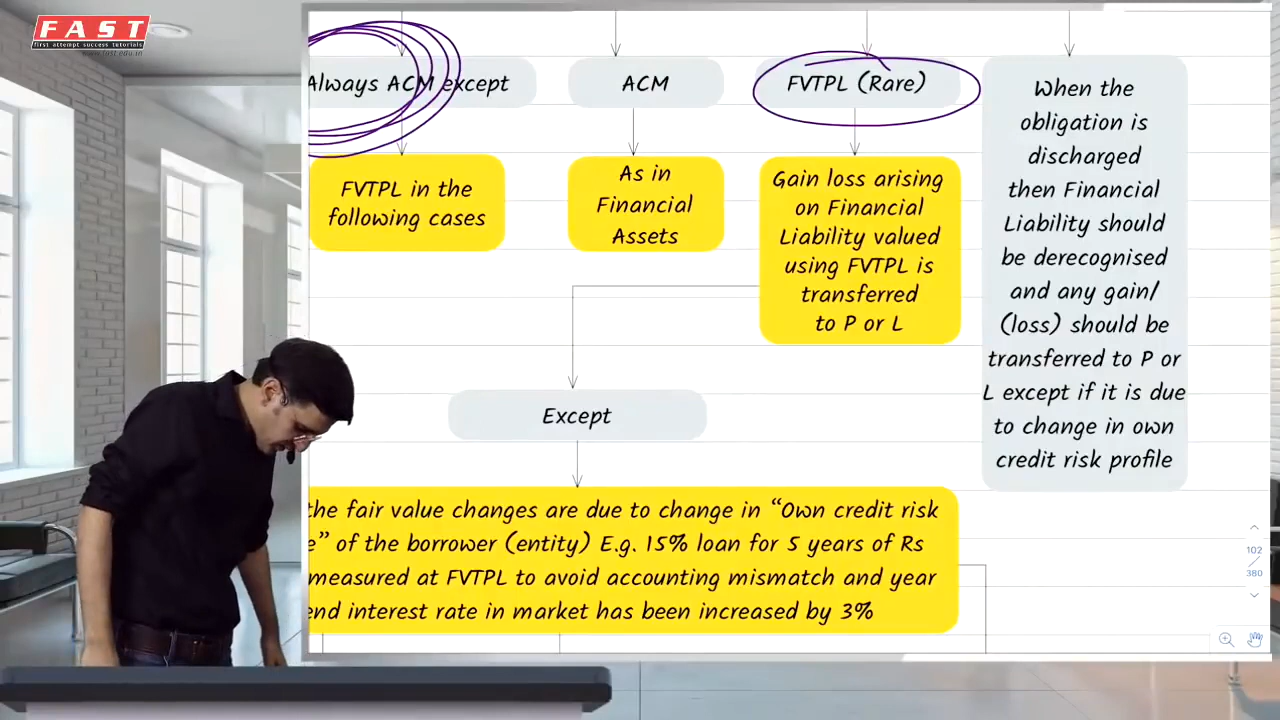 FAST
first attempt success tutorials
www.fast.edu.in
Always ACM except
FVTPL in the
following cases
ACM
As in
Financial
Assets
FVTPL (Rare)
Gain loss arising
on Financial
Liability valued
using FVTPL is
transferred
to P or L
When the
obligation is
discharged
then Financial
Liability should
be derecognised
and any gain/
(loss) should be
transferred to P or
L except if it is due
to change in own
credit risk profile
Except
the fair value changes are due to change in “Own credit risk
e” of the borrower (entity) E.g. 15% loan for 5 years of Rs
measured at FVTPL to avoid accounting mismatch and year
end interest rate in market has been increased by 3%
102
380